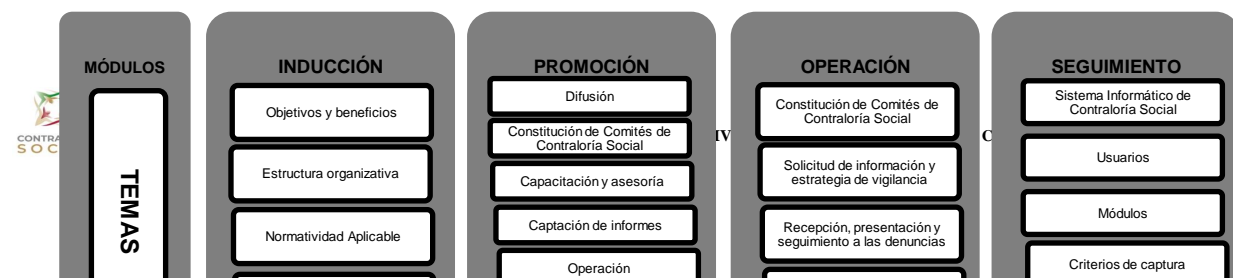 MÓDULOS
TEMAS
INDUCCIÓN
Objetivos y beneficios
Estructura organizativa
Normatividad Aplicable
PROMOCIÓN
Difusión
Constitución de Comités de
Contraloría Social
Capacitación y asesoría
Captación de informes
Operación
OPERACIÓN
Constitución de Comités de
Contraloría Social
Solicitud de información y
estrategia de vigilancia
Recepción, presentación y
seguimiento a las denuncias
SEGUIMIENTO
Sistema Informático de
Contraloría Social
Usuarios
Módulos
Criterios de captura